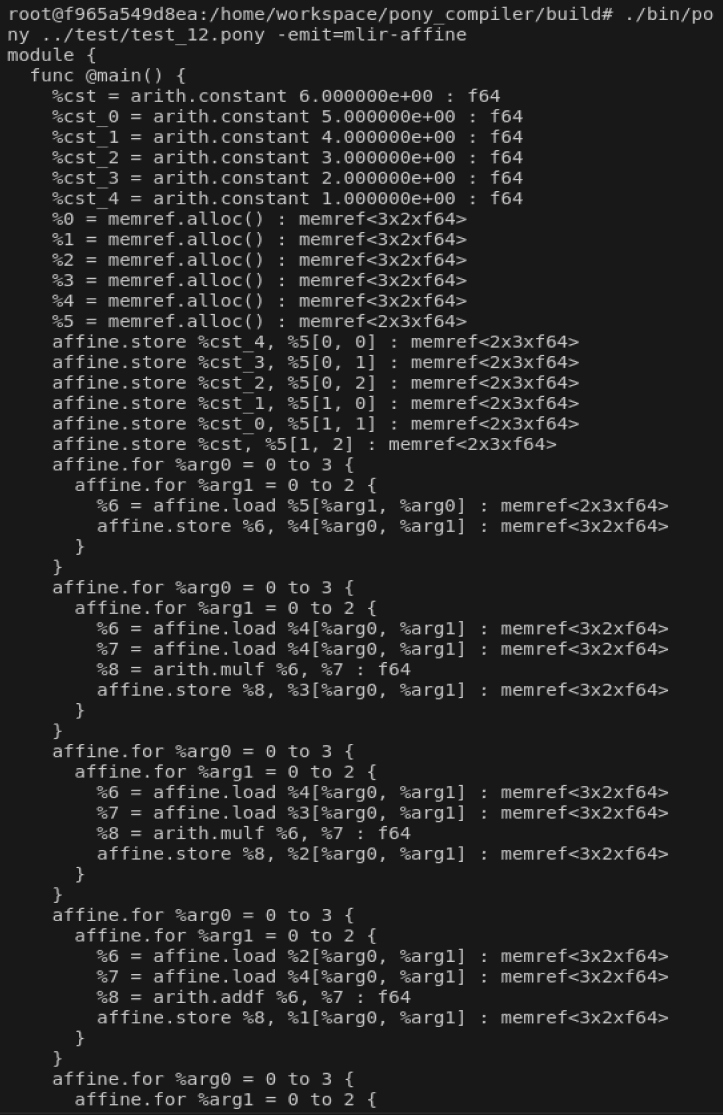 root@f965a549d8ea:/home/workspace/pony_compiler/build# ./bin/po
ny ../test/test_12.pony -emit=mlir-affine
module {
  func @main() {
    %cst = arith.constant 6.000000e+00 : f64
    %cst_0 = arith.constant 5.000000e+00 : f64
    %cst_1 = arith.constant 4.000000e+00 : f64
    %cst_2 = arith.constant 3.000000e+00 : f64
    %cst_3 = arith.constant 2.000000e+00 : f64
    %cst_4 = arith.constant 1.000000e+00 : f64
    %0 = memref.alloc() : memref<3x2xf64>
    %1 = memref.alloc() : memref<3x2xf64>
    %2 = memref.alloc() : memref<3x2xf64>
    %3 = memref.alloc() : memref<3x2xf64>
    %4 = memref.alloc() : memref<3x2xf64>
    %5 = memref.alloc() : memref<2x3xf64>
    affine.store %cst_4, %5[0, 0] : memref<2x3xf64>
    affine.store %cst_3, %5[0, 1] : memref<2x3xf64>
    affine.store %cst_2, %5[0, 2] : memref<2x3xf64>
    affine.store %cst_1, %5[1, 0] : memref<2x3xf64>
    affine.store %cst_0, %5[1, 1] : memref<2x3xf64>
    affine.store %cst, %5[1, 2] : memref<2x3xf64>
    affine.for %arg0 = 0 to 3 {
      affine.for %arg1 = 0 to 2 {
        %6 = affine.load %5[%arg1, %arg0] : memref<2x3xf64>
        affine.store %6, %4[%arg0, %arg1] : memref<3x2xf64>
      }
    }
    affine.for %arg0 = 0 to 3 {
      affine.for %arg1 = 0 to 2 {
        %6 = affine.load %4[%arg0, %arg1] : memref<3x2xf64>
        %7 = affine.load %4[%arg0, %arg1] : memref<3x2xf64>
        %8 = arith.mulf %6, %7 : f64
        affine.store %8, %3[%arg0, %arg1] : memref<3x2xf64>
      }
    }
    affine.for %arg0 = 0 to 3 {
      affine.for %arg1 = 0 to 2 {
        %6 = affine.load %4[%arg0, %arg1] : memref<3x2xf64>
        %7 = affine.load %3[%arg0, %arg1] : memref<3x2xf64>
        %8 = arith.mulf %6, %7 : f64
        affine.store %8, %2[%arg0, %arg1] : memref<3x2xf64>
      }
    }
    affine.for %arg0 = 0 to 3 {
      affine.for %arg1 = 0 to 2 {
        %6 = affine.load %2[%arg0, %arg1] : memref<3x2xf64>
        %7 = affine.load %4[%arg0, %arg1] : memref<3x2xf64>
        %8 = arith.addf %6, %7 : f64
        affine.store %8, %1[%arg0, %arg1] : memref<3x2xf64>
      }
    }
    affine.for %arg0 = 0 to 3 {
      affine.for %arg1 = 0 to 2 {